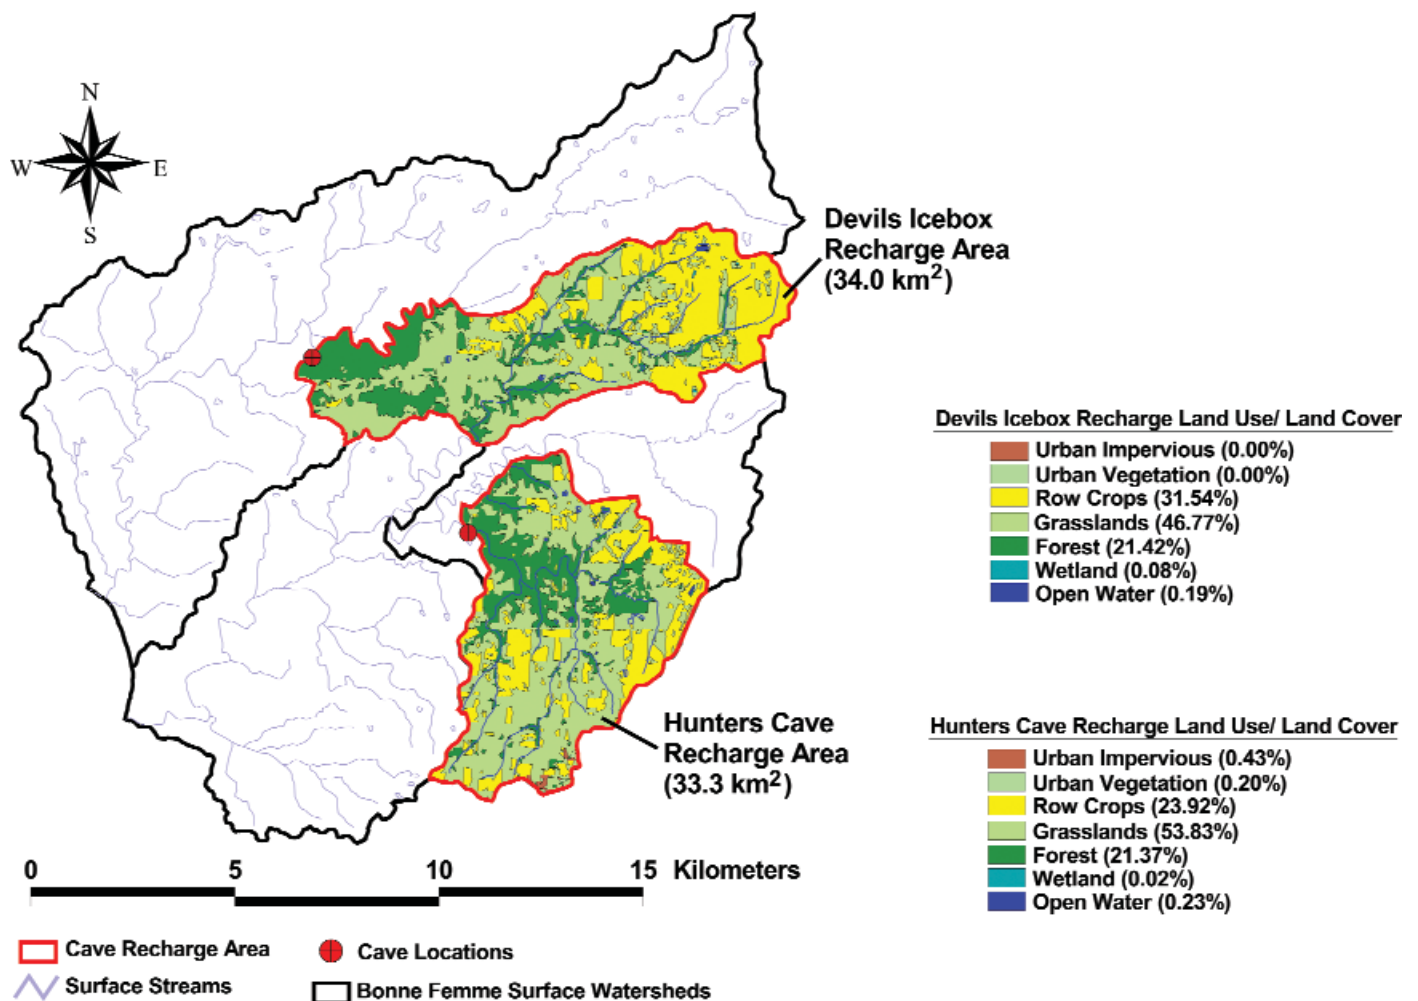 N
W
E
S
Devils Icebox
Recharge Area
(34.0 km²)
Devils Icebox Recharge Land Use/ Land Cover
Urban Impervious (0.00%)
Urban Vegetation (0.00%)
Row Crops (31.54%)
Grasslands (46.77%)
Forest (21.42%)
Wetland (0.08%)
Open Water (0.19%)
Hunters Cave
Recharge Area
(33.3 km²)
Hunters Cave Recharge Land Use/ Land Cover
Urban Impervious (0.43%)
Urban Vegetation (0.20%)
Row Crops (23.92%)
Grasslands (53.83%)
Forest (21.37%)
Wetland (0.02%)
Open Water (0.23%)
0 5 10 15 Kilometers
Cave Recharge Area
Cave Locations
Surface Streams
Bonne Femme Surface Watersheds